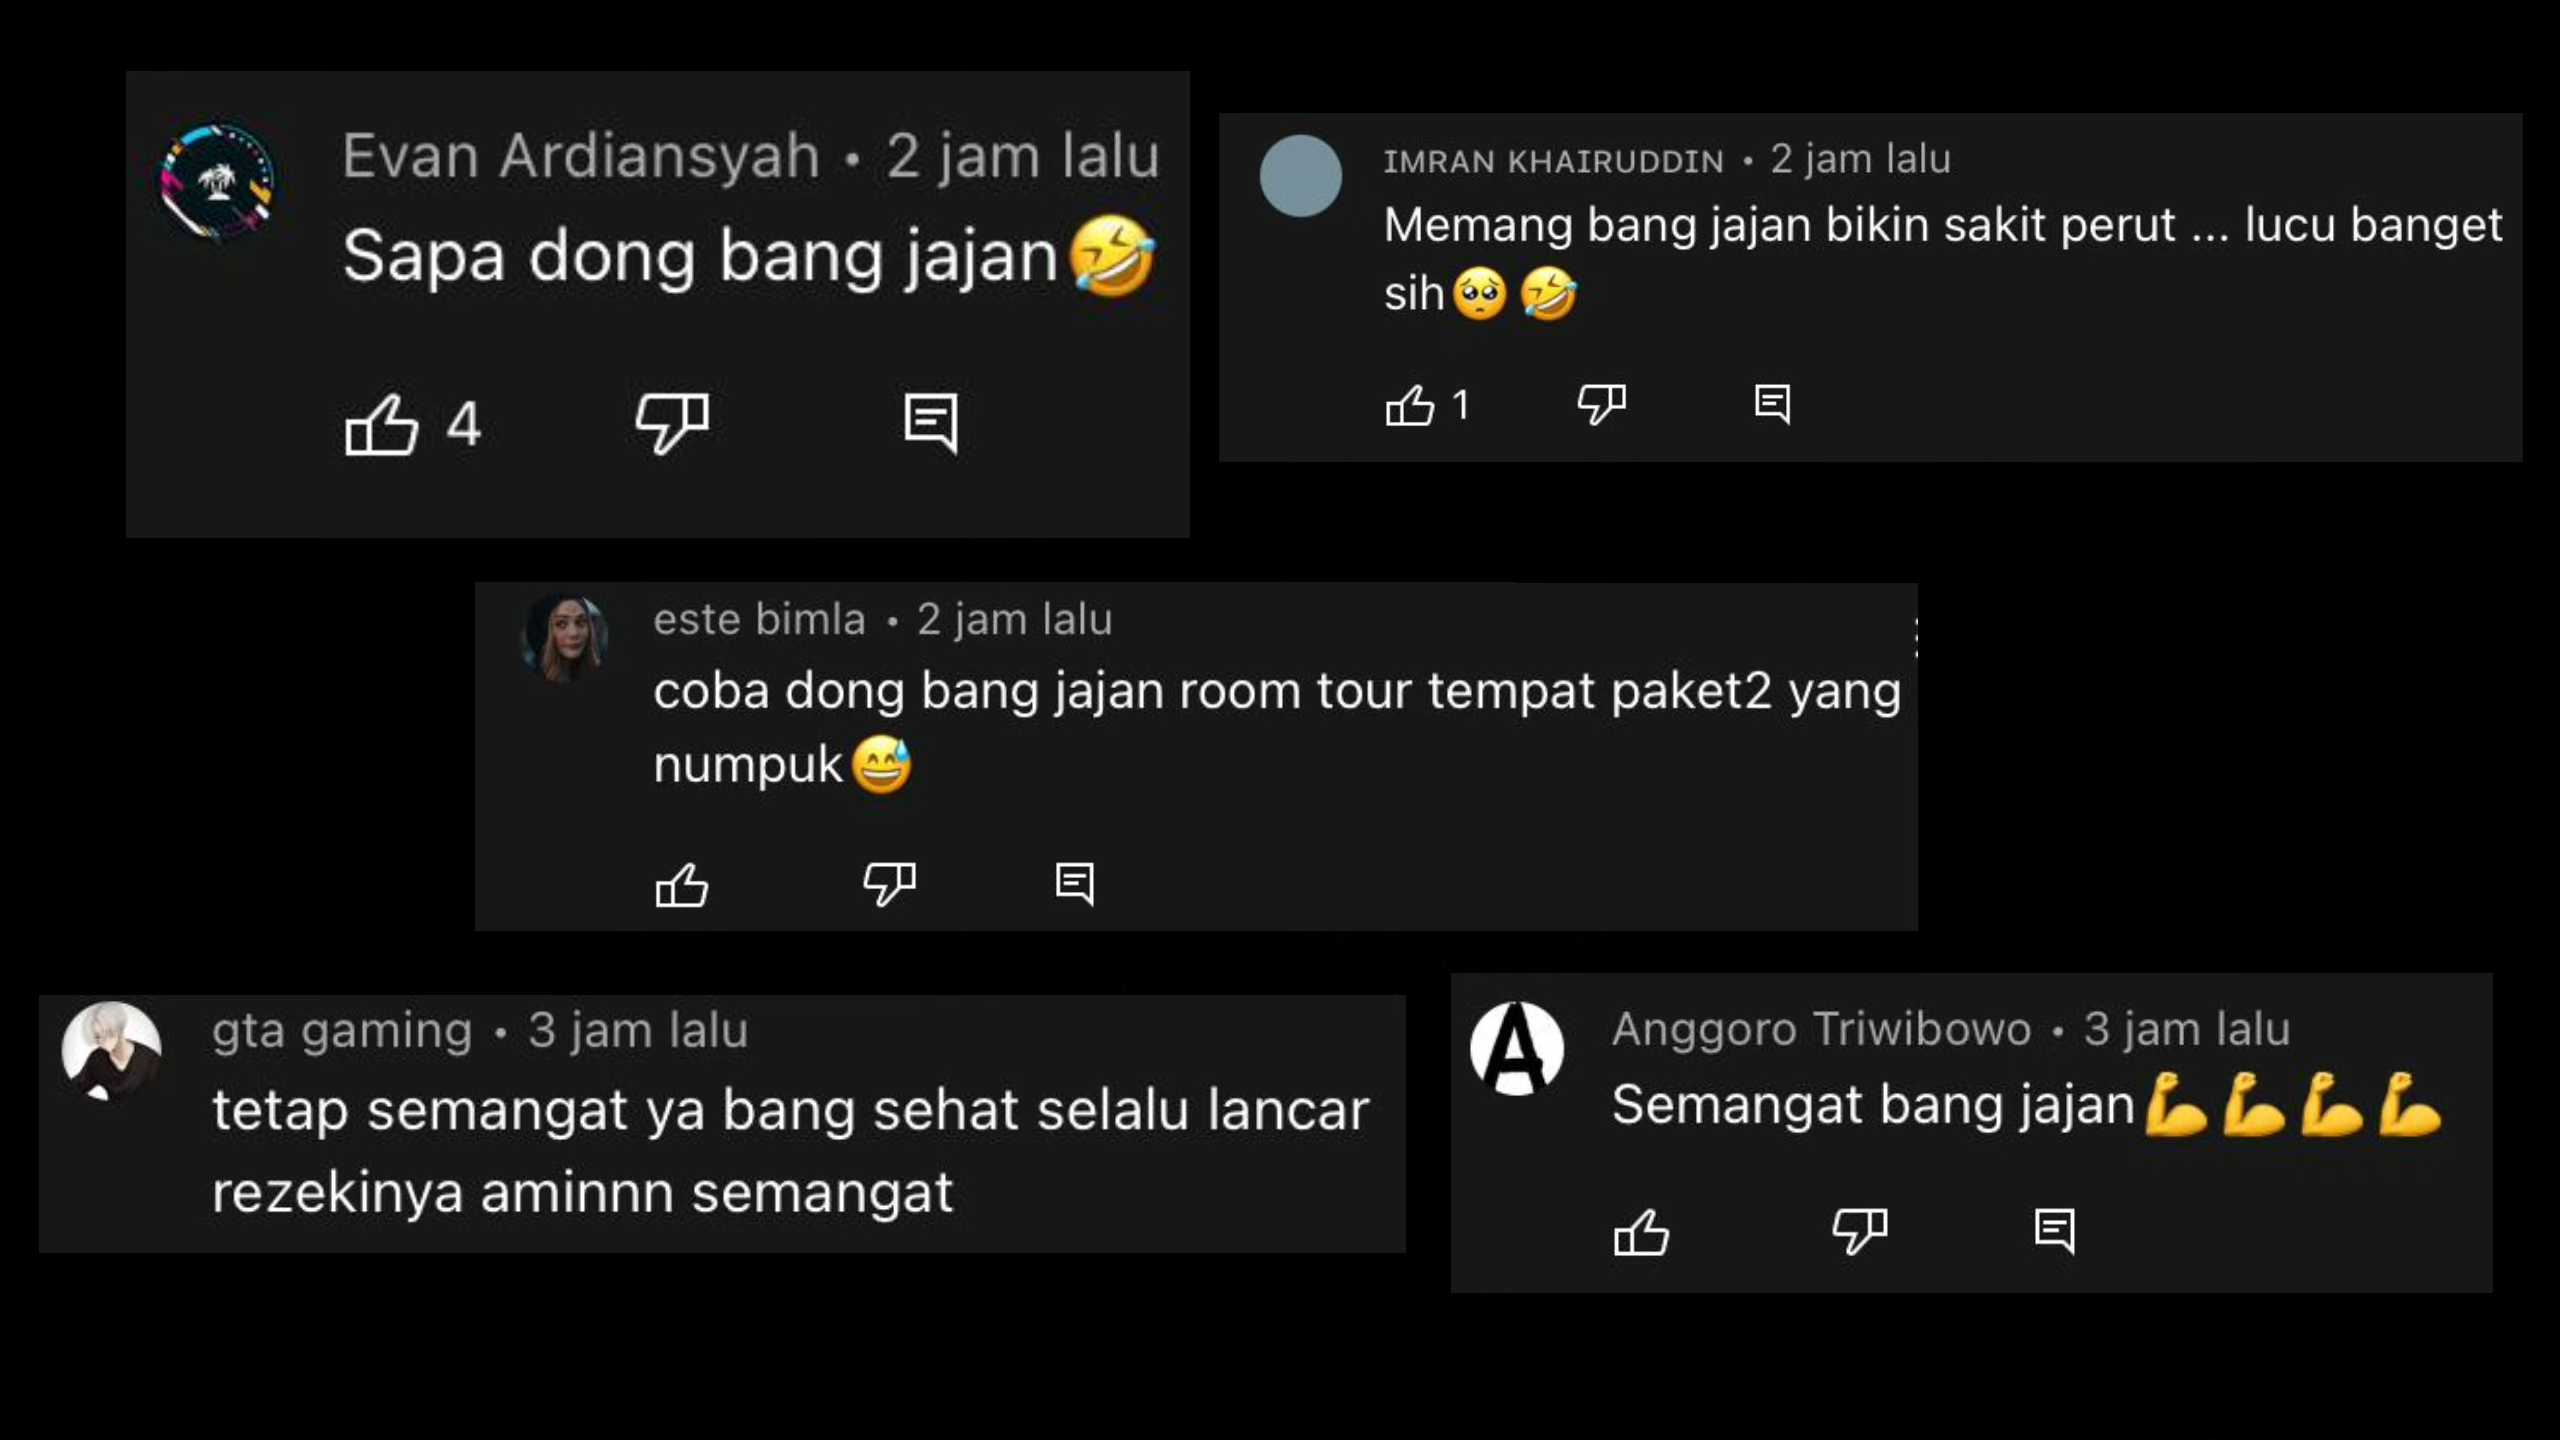 Evan Ardiansyah • 2 jam lalu
Sapa dong bang jajan🤣
4
IMRAN KHAIRUDDIN • 2 jam lalu
Memang bang jajan bikin sakit perut ... lucu banget
sih🥺🤣
1
este bimla • 2 jam lalu
coba dong bang jajan room tour tempat paket2 yang
numpuk😅
gta gaming • 3 jam lalu
tetap semangat ya bang sehat selalu lancar
rezekinya aminnn semangat
A
Anggoro Triwibowo • 3 jam lalu
Semangat bang jajan💪💪💪💪